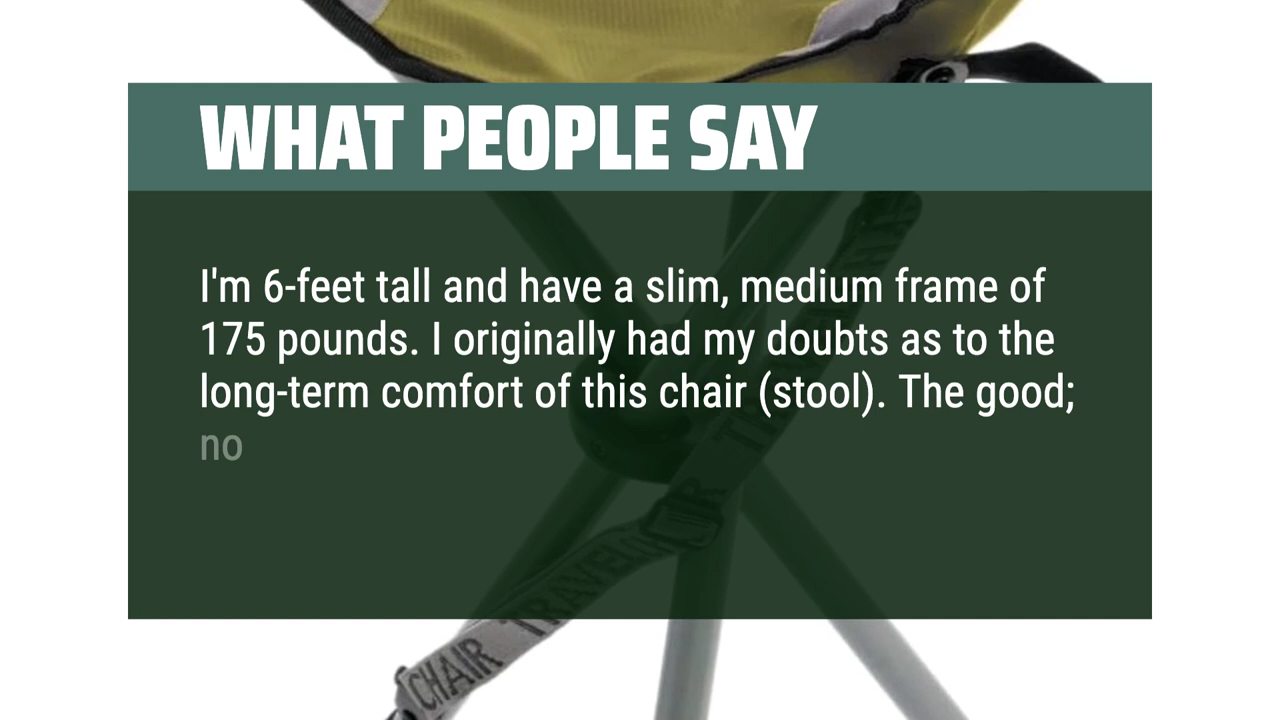 WHAT PEOPLE SAY
I'm 6-feet tall and have a slim, medium frame of
175 pounds. I originally had my doubts as to the
long-term comfort of this chair (stool). The good;
no
TRAVEL
CHAIR